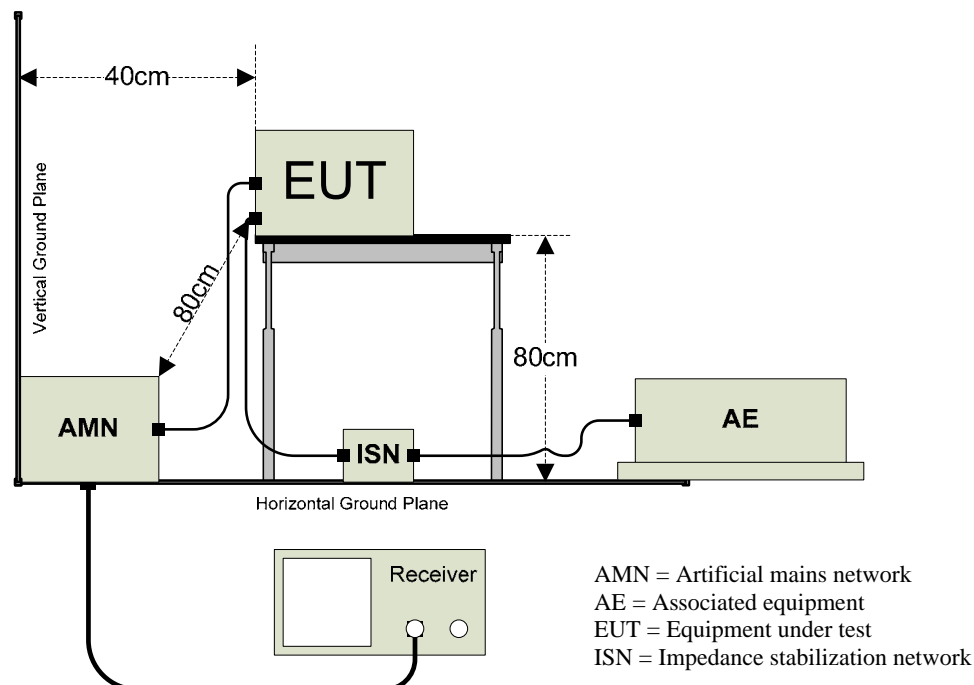 40cm
EUT
Vertical Ground Plane
80cm
80cm
AMN
ISN
AE
Horizontal Ground Plane
Receiver
AMN = Artificial mains network
AE = Associated equipment
EUT = Equipment under test
ISN = Impedance stabilization network